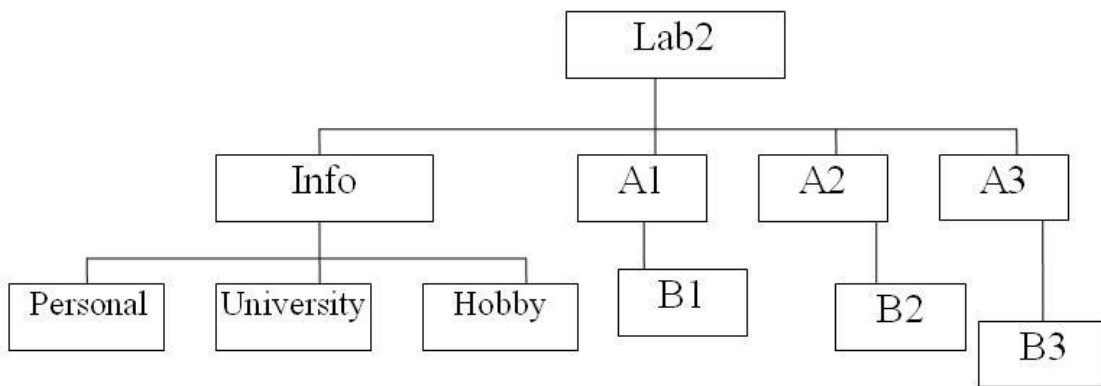 Lab2
Info
A1
A2
A3
Personal
University
Hobby
B1
B2
B3